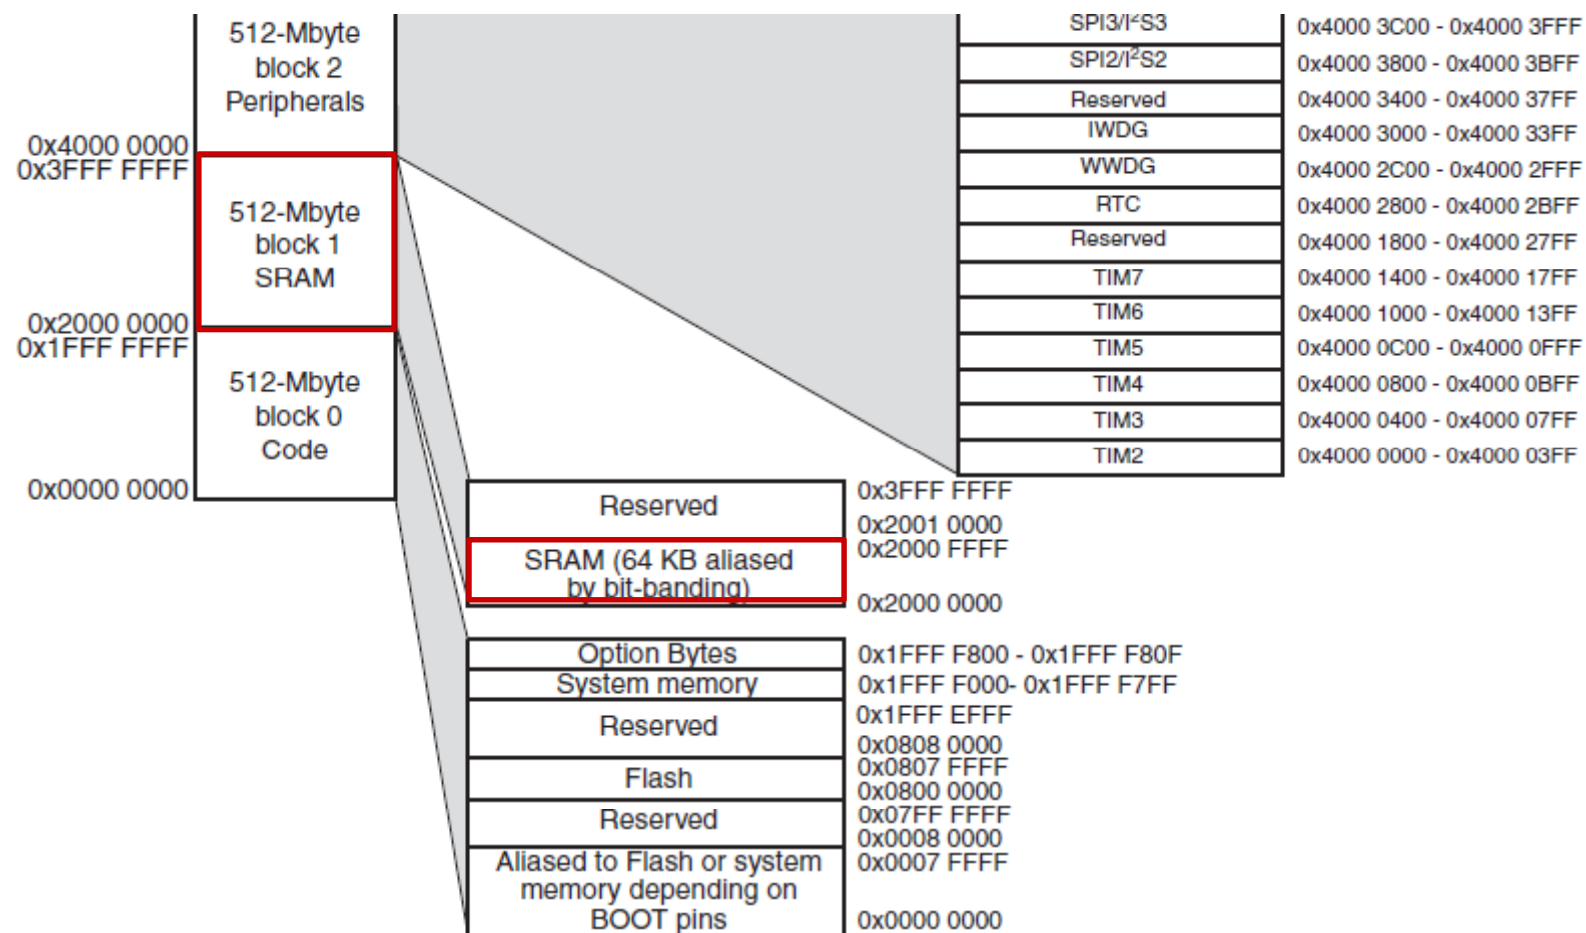 512-Mbyte
block 2
Peripherals
0x4000 0000
0x3FFF FFFF
512-Mbyte
block 1
SRAM
0x2000 0000
0x1FFF FFFF
512-Mbyte
block 0
Code
0x0000 0000
SPI3/I²S3 0x4000 3C00 - 0x4000 3FFF
SPI2/I²S2 0x4000 3800 - 0x4000 3BFF
Reserved 0x4000 3400 - 0x4000 37FF
IWDG 0x4000 3000 - 0x4000 33FF
WWDG 0x4000 2C00 - 0x4000 2FFF
RTC 0x4000 2800 - 0x4000 2BFF
Reserved 0x4000 1800 - 0x4000 27FF
TIM7 0x4000 1400 - 0x4000 17FF
TIM6 0x4000 1000 - 0x4000 13FF
TIM5 0x4000 0C00 - 0x4000 0FFF
TIM4 0x4000 0800 - 0x4000 0BFF
TIM3 0x4000 0400 - 0x4000 07FF
TIM2 0x4000 0000 - 0x4000 03FF
0x3FFF FFFF
Reserved
0x2001 0000
0x2000 FFFF
SRAM (64 KB aliased
by bit-banding)
0x2000 0000
Option Bytes 0x1FFF F800 - 0x1FFF F80F
System memory 0x1FFF F000- 0x1FFF F7FF
0x1FFF EFFF
Reserved
0x0808 0000
0x0807 FFFF
Flash
0x0800 0000
0x07FF FFFF
Reserved
0x0008 0000
Aliased to Flash or system 0x0007 FFFF
memory depending on
BOOT pins 0x0000 0000